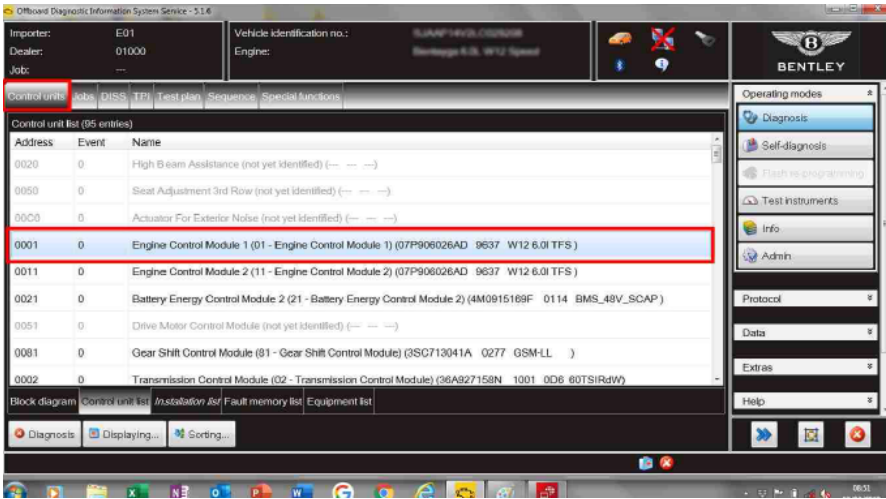 Offboard Diagnostic Information System Service - 5.1.6
Importer: E01
Dealer: 01000
Job: ---
Vehicle identification no.:
Engine:
BENTLEY
Control units Jobs DISS TPI Test plan Sequence Special functions
Control unit list (95 entries)
Address Event Name
0020 0 High Beam Assistance (not yet identified) (--- --- ---)
0050 0 Seat Adjustment 3rd Row (not yet identified) (--- --- ---)
00C0 0 Actuator For Exterior Noise (not yet identified) (--- --- ---)
0001 0 Engine Control Module 1 (01 - Engine Control Module 1) (07P906026AD 9637 W12 6.0l TFS )
0011 0 Engine Control Module 2 (11 - Engine Control Module 2) (07P906026AD 9637 W12 6.0l TFS )
0021 0 Battery Energy Control Module 2 (21 - Battery Energy Control Module 2) (4M0915169F 0114 BMS_48V_SCAP )
0051 0 Drive Motor Control Module (not yet identified) (--- --- ---)
0081 0 Gear Shift Control Module (81 - Gear Shift Control Module) (3SC713041A 0277 GSM-LL )
0002 0 Transmission Control Module (02 - Transmission Control Module) (36A927158N 1001 0D6 60TSIRdW)
Block diagram Control unit list Installation list Fault memory list Equipment list
Diagnosis Displaying... Sorting...
Operating modes
Diagnosis
Self-diagnosis
Flash re-programming
Test instruments
Info
Admin
Protocol
Data
Extras
Help
06:51